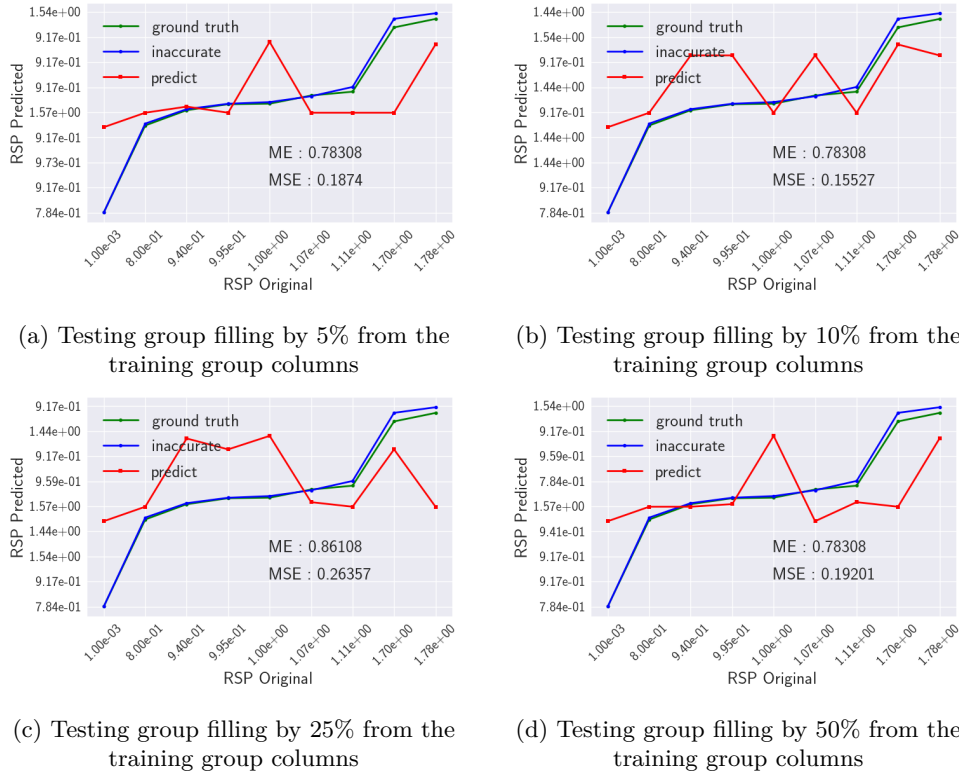 1.54e+00
9.17e-01
9.17e-01
9.17e-01
1.57e+00
9.17e-01
9.73e-01
9.17e-01
7.84e-01
RSP Predicted
ground truth
inaccurate
predict
ME : 0.78308
MSE : 0.1874
1.00e-03
8.00e-01
9.40e-01
9.95e-01
1.00e+00
1.07e+00
1.11e+00
1.70e+00
1.78e+00
RSP Original
(a) Testing group filling by 5% from the
training group columns
1.44e+00
1.54e+00
9.17e-01
1.44e+00
9.17e-01
1.44e+00
1.44e+00
9.17e-01
7.84e-01
RSP Predicted
ground truth
inaccurate
predict
ME : 0.78308
MSE : 0.15527
1.00e-03
8.00e-01
9.40e-01
9.95e-01
1.00e+00
1.07e+00
1.11e+00
1.70e+00
1.78e+00
RSP Original
(b) Testing group filling by 10% from the
training group columns
9.17e-01
1.44e+00
9.17e-01
9.59e-01
1.57e+00
1.44e+00
1.54e+00
9.17e-01
7.84e-01
RSP Predicted
ground truth
inaccurate
predict
ME : 0.86108
MSE : 0.26357
1.00e-03
8.00e-01
9.40e-01
9.95e-01
1.00e+00
1.07e+00
1.11e+00
1.70e+00
1.78e+00
RSP Original
(c) Testing group filling by 25% from the
training group columns
1.54e+00
9.17e-01
9.59e-01
7.84e-01
1.57e+00
9.41e-01
9.17e-01
9.17e-01
7.84e-01
RSP Predicted
ground truth
inaccurate
predict
ME : 0.78308
MSE : 0.19201
1.00e-03
8.00e-01
9.40e-01
9.95e-01
1.00e+00
1.07e+00
1.11e+00
1.70e+00
1.78e+00
RSP Original
(d) Testing group filling by 50% from the
training group columns